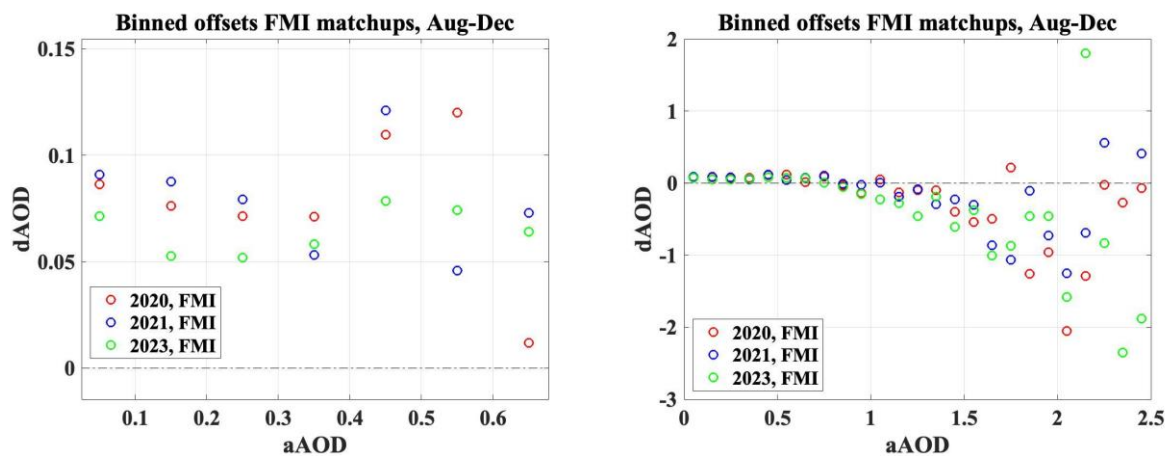 Binned offsets FMI matchups, Aug-Dec
0.15
0.1
0.05
0
dAOD
2020, FMI
2021, FMI
2023, FMI
0.1 0.2 0.3 0.4 0.5 0.6
aAOD
Binned offsets FMI matchups, Aug-Dec
2
1
0
-1
-2
-3
dAOD
2020, FMI
2021, FMI
2023, FMI
0 0.5 1 1.5 2 2.5
aAOD